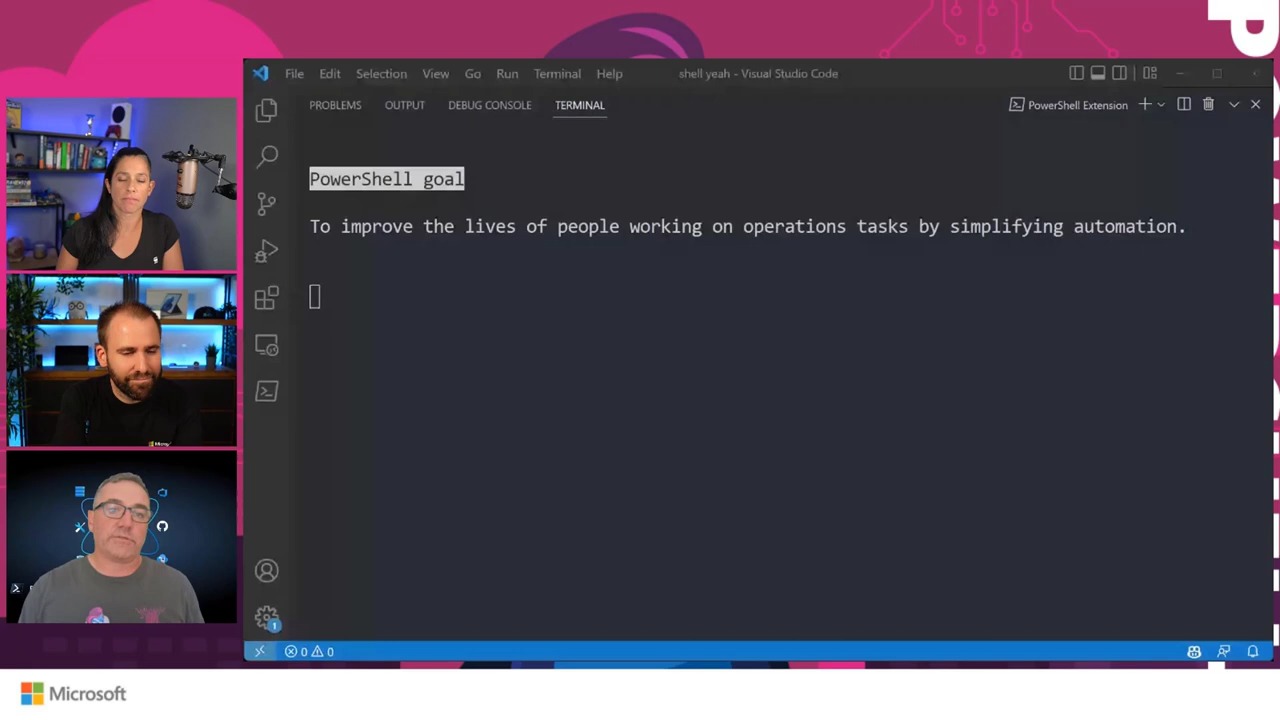 File Edit Selection View Go Run Terminal Help shell yeah - Visual Studio Code
PROBLEMS OUTPUT DEBUG CONSOLE TERMINAL PowerShell Extension
PowerShell goal
To improve the lives of people working on operations tasks by simplifying automation.
1
0 0
Microsoft